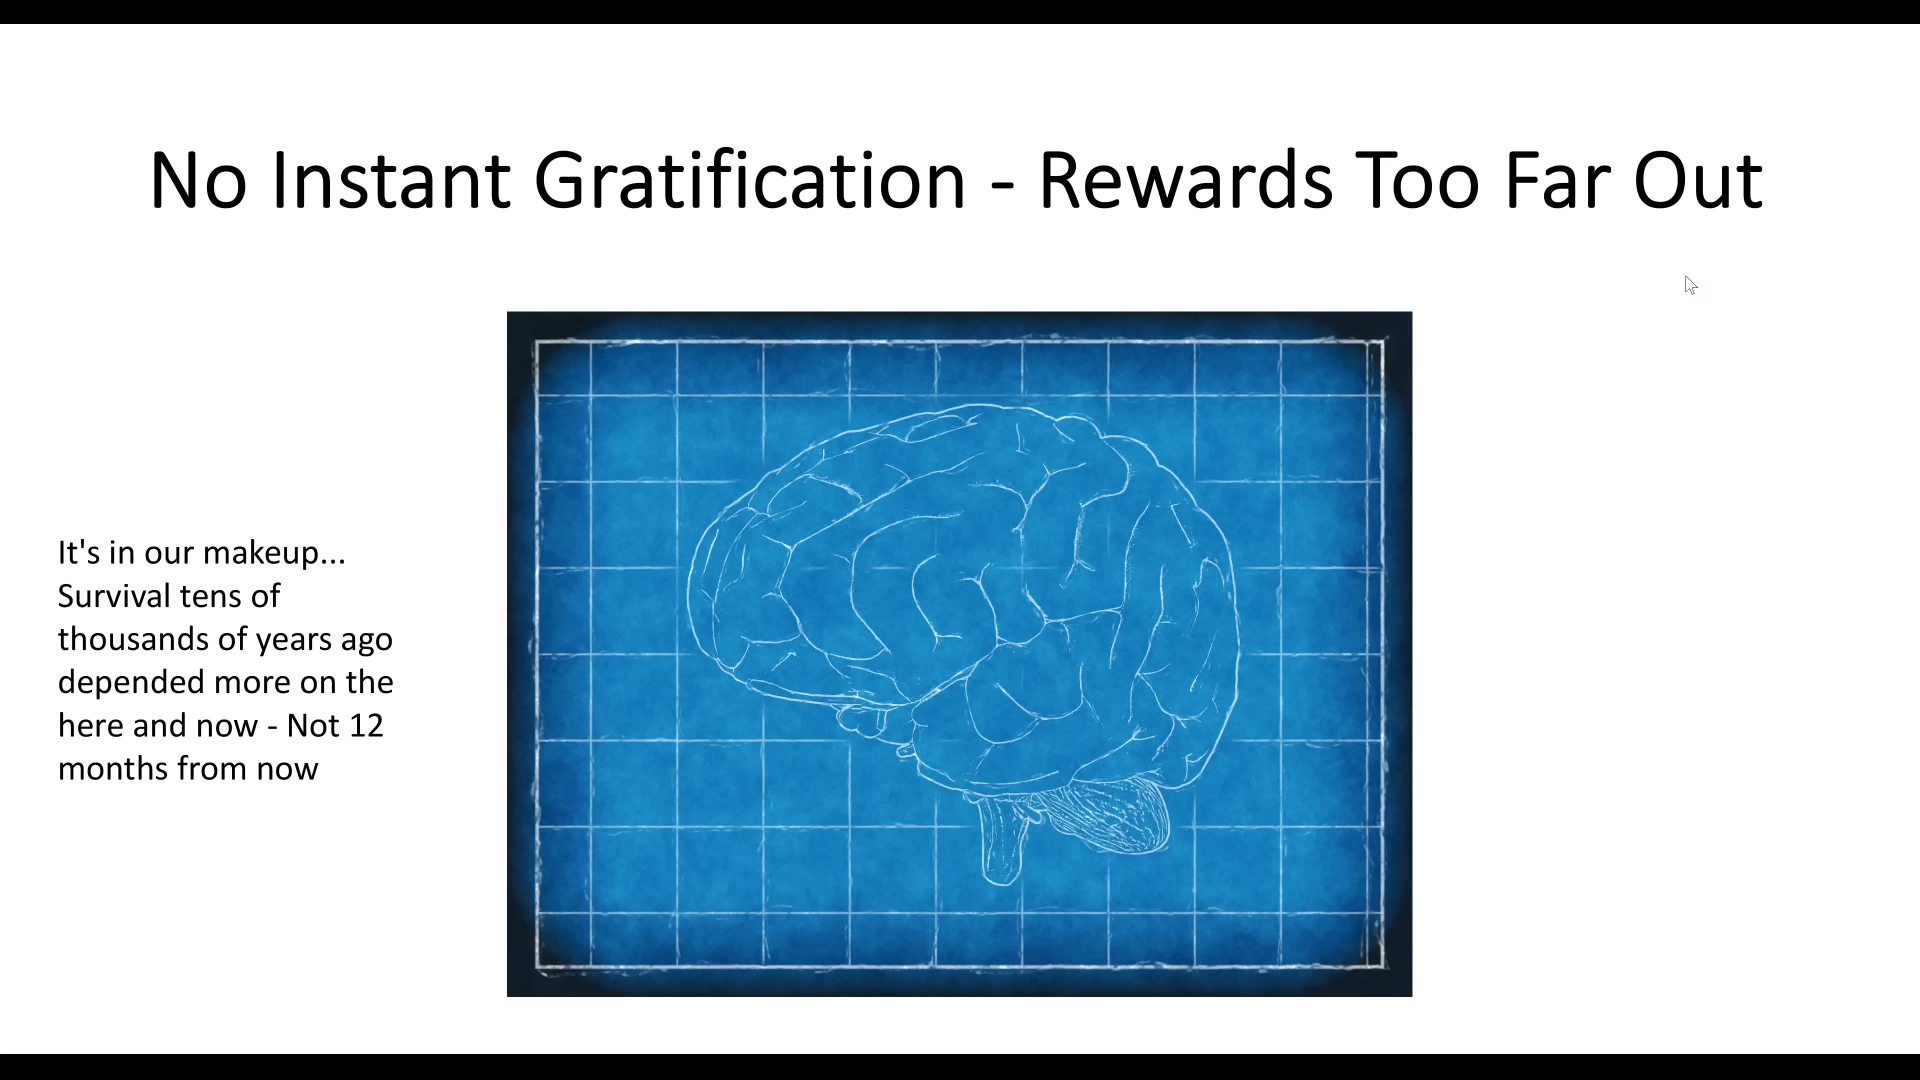 No Instant Gratification - Rewards Too Far Out
It's in our makeup...
Survival tens of
thousands of years ago
depended more on the
here and now - Not 12
months from now